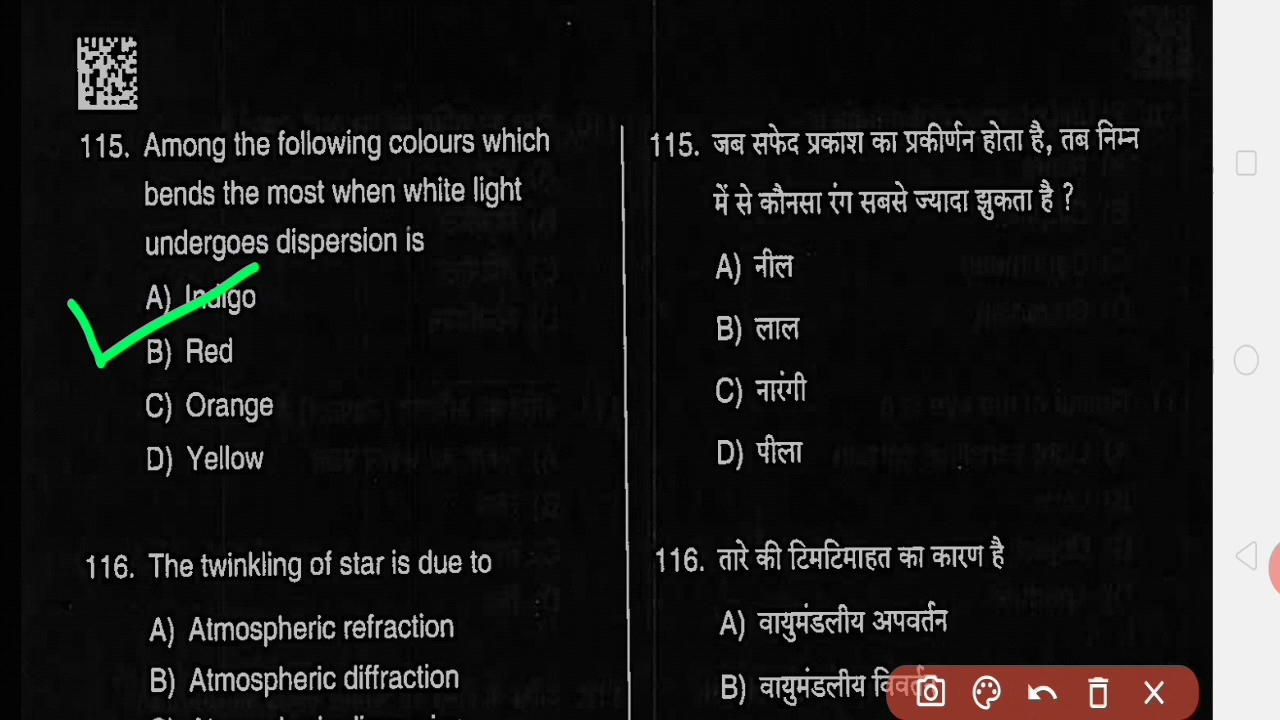 115. Among the following colours which
bends the most when white light
undergoes dispersion is
A) Indigo
B) Red
C) Orange
D) Yellow
116. The twinkling of star is due to
A) Atmospheric refraction
B) Atmospheric diffraction
115. जब सफेद प्रकाश का प्रकीर्णन होता है, तब निम्न
में से कौनसा रंग सबसे ज्यादा झुकता है ?
A) नील
B) लाल
C) नारंगी
D) पीला
116. तारे की टिमटिमाहत का कारण है
A) वायुमंडलीय अपवर्तन
B) वायुमंडलीय